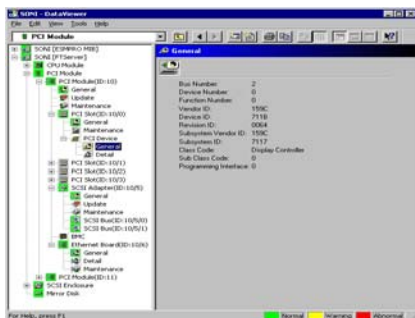 SONI - DataViewer
File Edit View Tools Help
PCI Module
SONI [ESMPRO MIB]
SONI [FTServer]
CPU Module
PCI Module
PCI Module(ID:10)
General
Update
Maintenance
PCI Slot(ID:10/0)
General
Maintenance
PCI Device
General
Detail
PCI Slot(ID:10/1)
PCI Slot(ID:10/2)
PCI Slot(ID:10/3)
SCSI Adapter(ID:10/5)
General
Update
Maintenance
SCSI Bus(ID:10/5/0)
SCSI Bus(ID:10/5/1)
BMC
Ethernet Board(ID:10/6)
General
Detail
Maintenance
PCI Module(ID:11)
SCSI Enclosure
Mirror Disk
General
Bus Number: 2
Device Number: 0
Function Number: 0
Vendor ID: 159C
Device ID: 711B
Revision ID: 0004
Subsystem Vendor ID: 159C
Subsystem ID: 7117
Class Code: Display Controller
Sub Class Code: 0
Programming Interface: 0
For Help, press F1
Normal Warning Abnormal